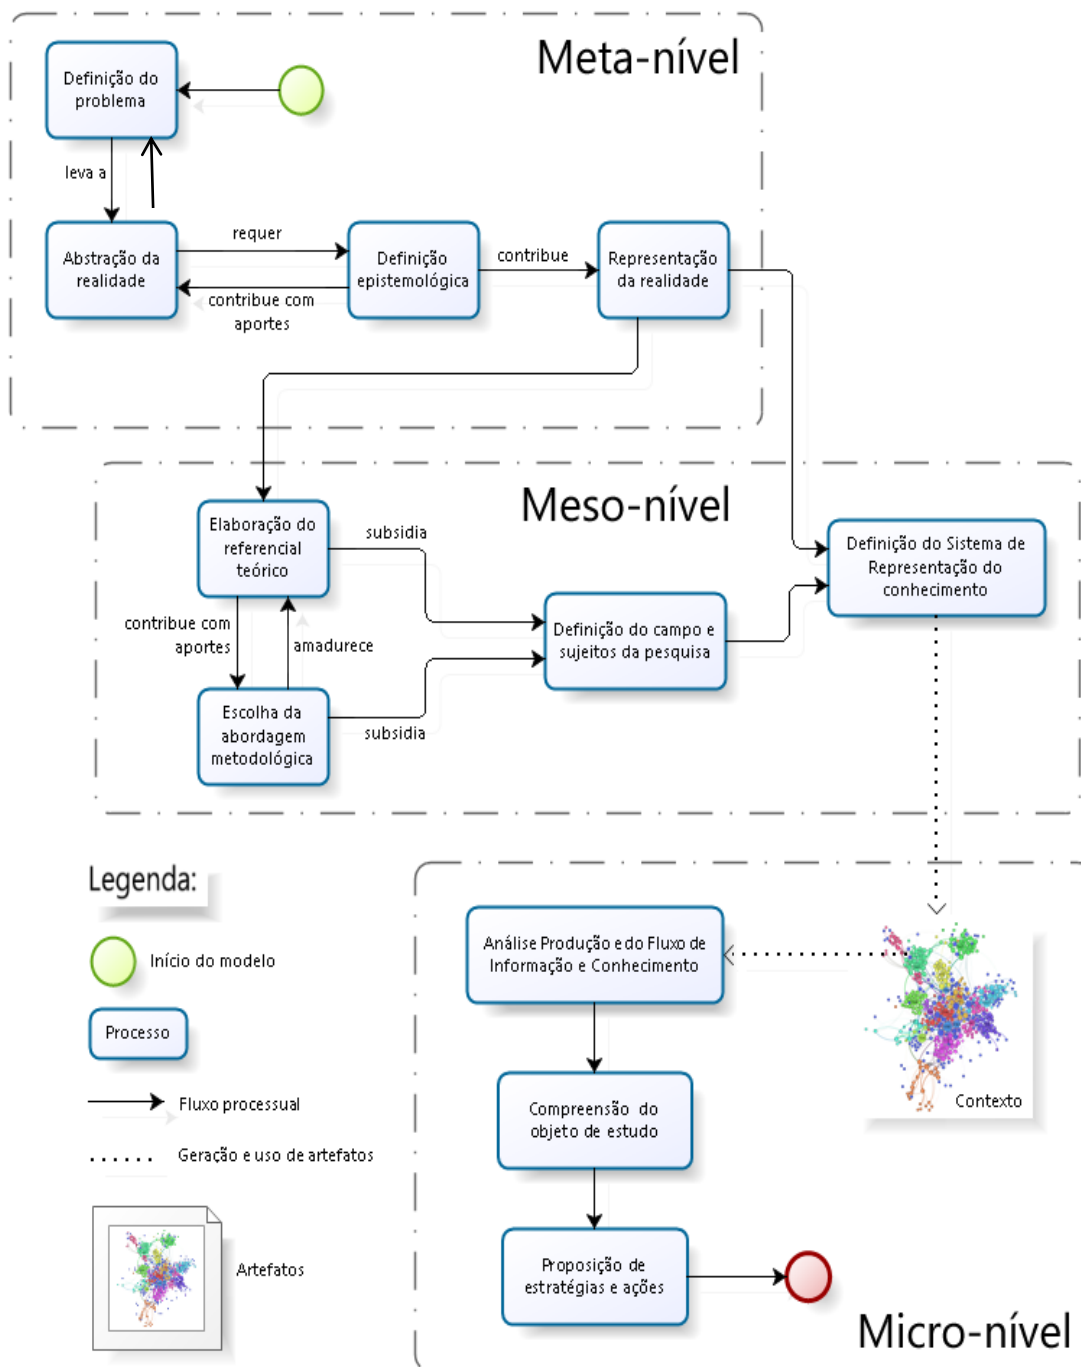 Meta-nível
Definição do
problema
leva a
Abstração da
realidade
requer
contribue com
aportes
Definição
epistemológica
contribue
Representação
da realidade
Meso-nível
Elaboração do
referencial
teórico
subsidia
contribue com
aportes
amadurece
Escolha da
abordagem
metodológica
subsidia
Definição do campo e
sujeitos da pesquisa
Definição do Sistema de
Representação do
conhecimento
Legenda:
Início do modelo
Processo
Fluxo processual
Geração e uso de artefatos
Artefatos
Análise Produção e do Fluxo de
Informação e Conhecimento
Contexto
Compreensão do
objeto de estudo
Proposição de
estratégias e ações
Micro-nível